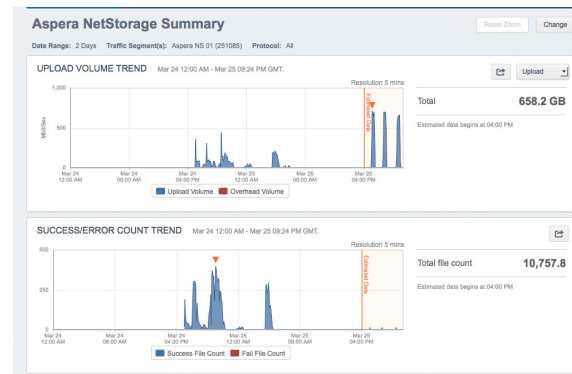 Aspera NetStorage Summary
Reset Zoom
Change
Date Range: 2 Days Traffic Segment(s): Aspera NS 01 (251085) Protocol: All
UPLOAD VOLUME TREND Mar 24 12:00 AM - Mar 25 09:24 PM GMT.
Upload
Resolution 5 mins
1,000
500
0
Mbit/Sec
Estimated Data
Mar 24 12:00 AM
Mar 24 08:00 AM
Mar 24 04:00 PM
Mar 25 12:00 AM
Mar 25 08:00 AM
Mar 25 04:00 PM
Upload Volume
Overhead Volume
Total 658.2 GB
Estimated data begins at 04:00 PM
SUCCESS/ERROR COUNT TREND Mar 24 12:00 AM - Mar 25 09:24 PM GMT.
Resolution 5 mins
500
250
0
Estimated Data
Mar 24 12:00 AM
Mar 24 08:00 AM
Mar 24 04:00 PM
Mar 25 12:00 AM
Mar 25 08:00 AM
Mar 25 04:00 PM
Success File Count
Fail File Count
Total file count 10,757.8
Estimated data begins at 04:00 PM